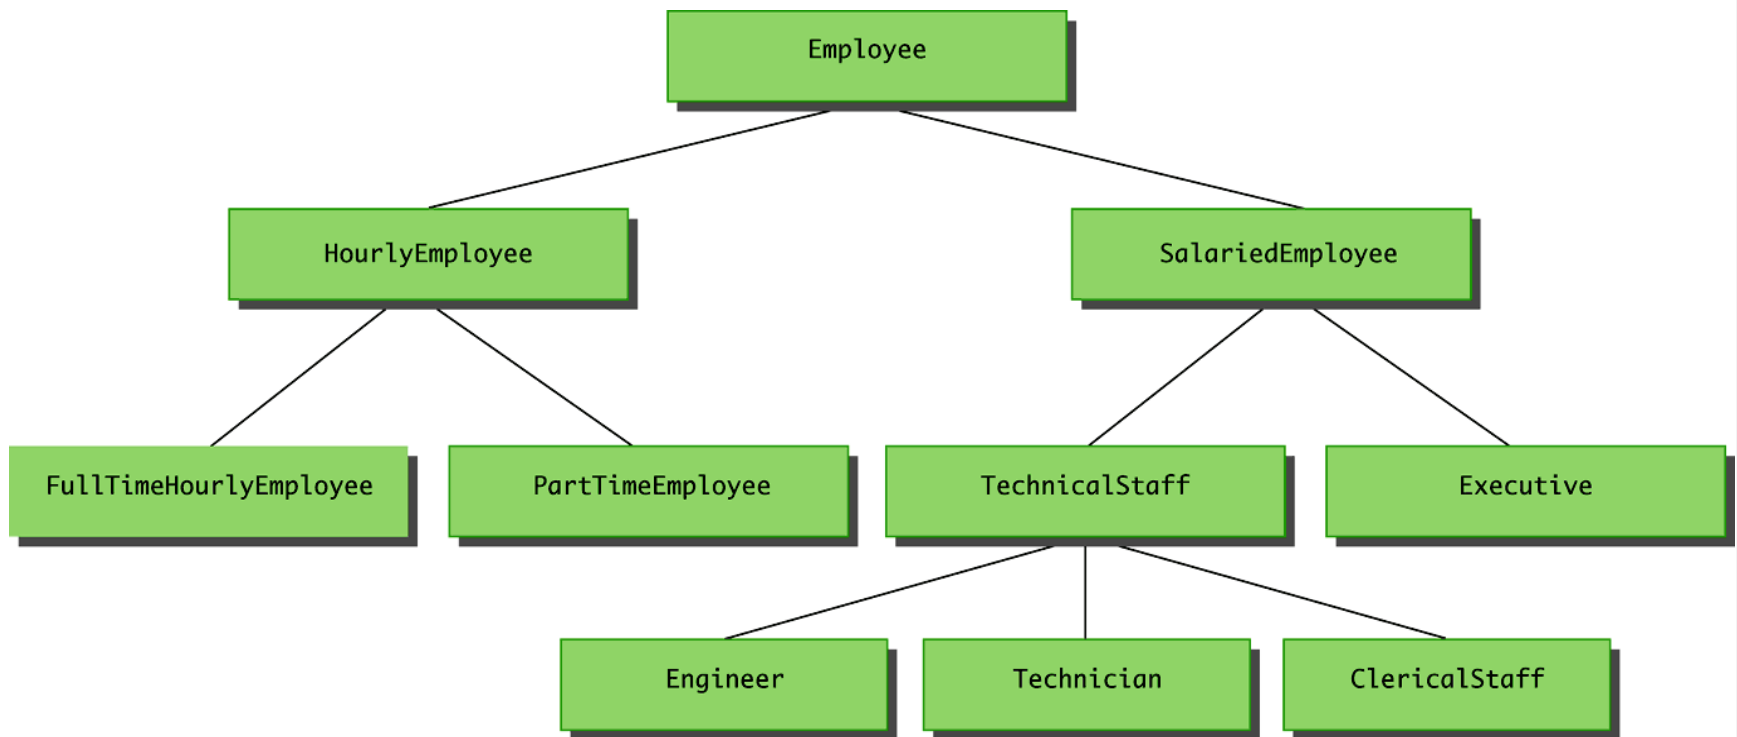 Employee
HourlyEmployee
SalariedEmployee
FullTimeHourlyEmployee
PartTimeEmployee
TechnicalStaff
Executive
Engineer
Technician
ClericalStaff